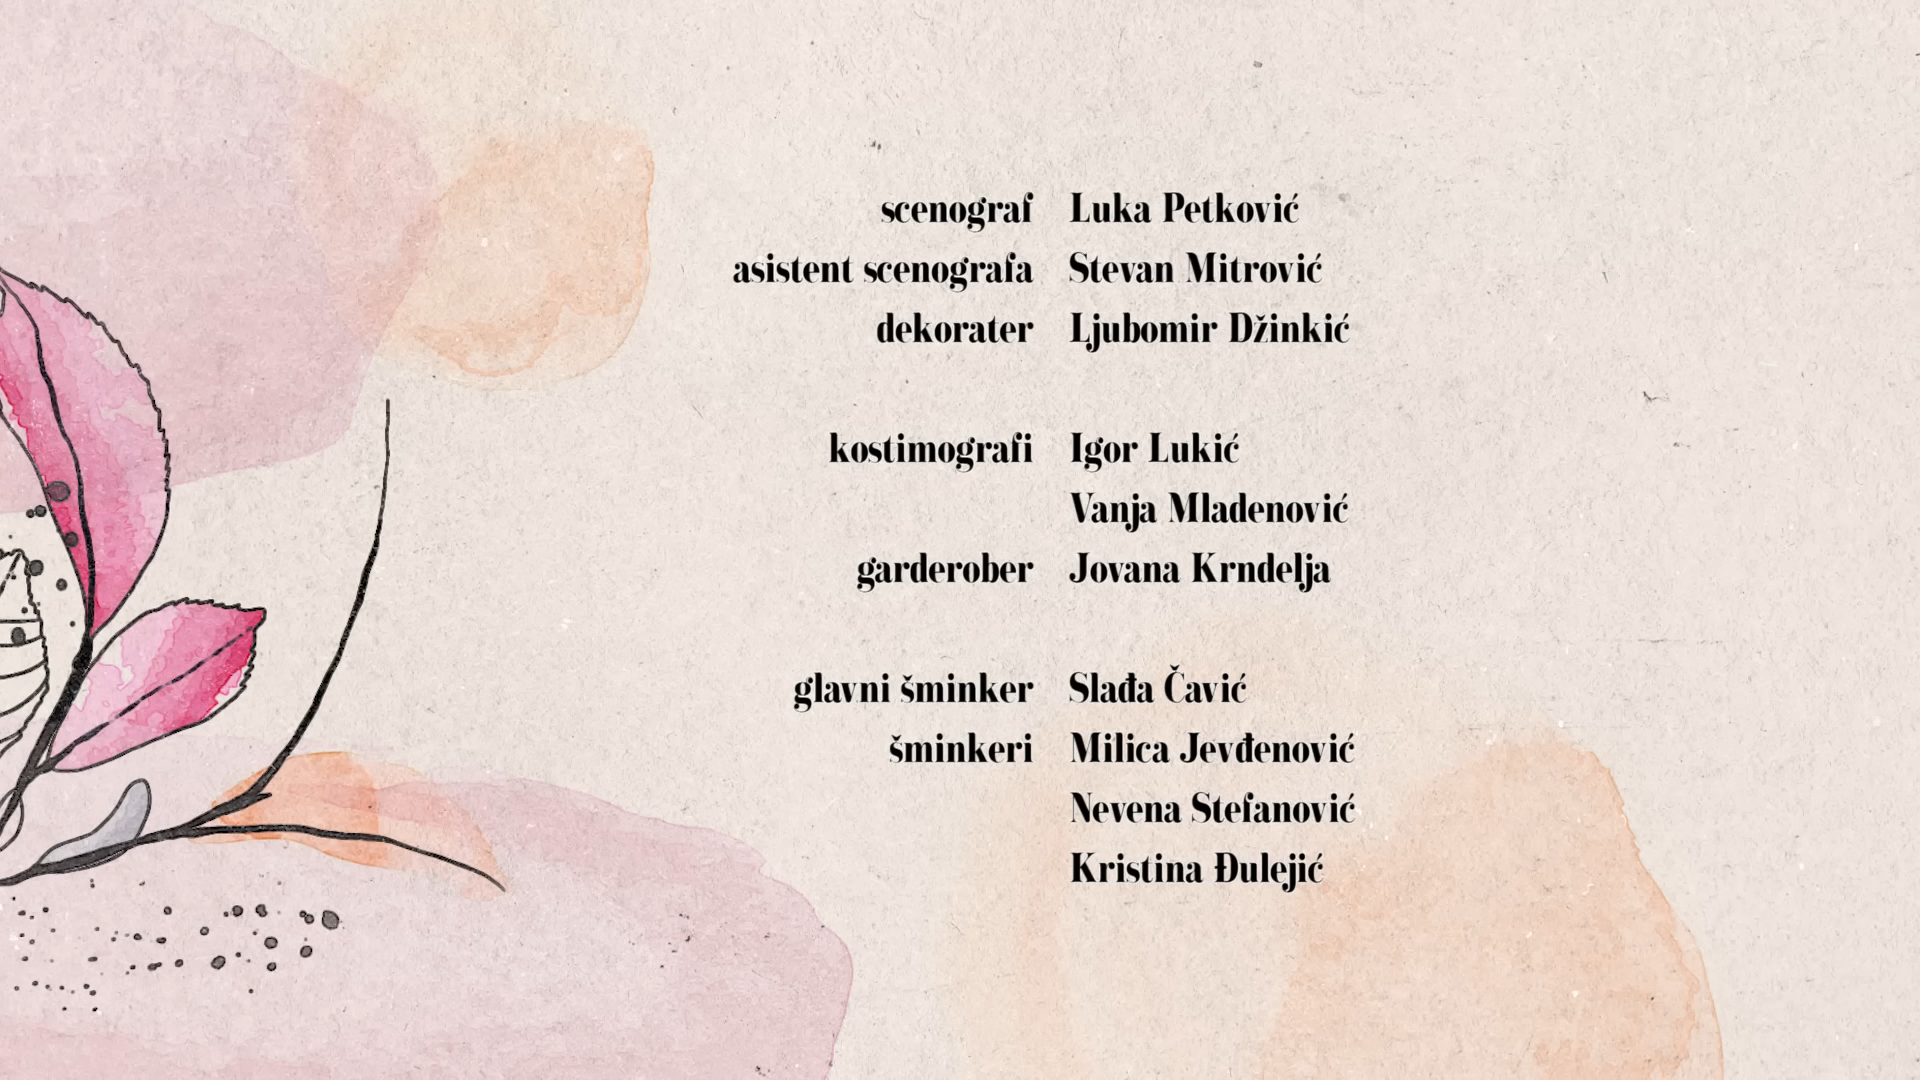 scenograf Luka Petković
asistent scenografa Stevan Mitrović
dekorater Ljubomir Džinkić
kostimografi Igor Lukić
Vanja Mladenović
garderober Jovana Krndelja
glavni šminker Slađa Čavić
šminkeri Milica Jevđenović
Nevena Stefanović
Kristina Đulejić